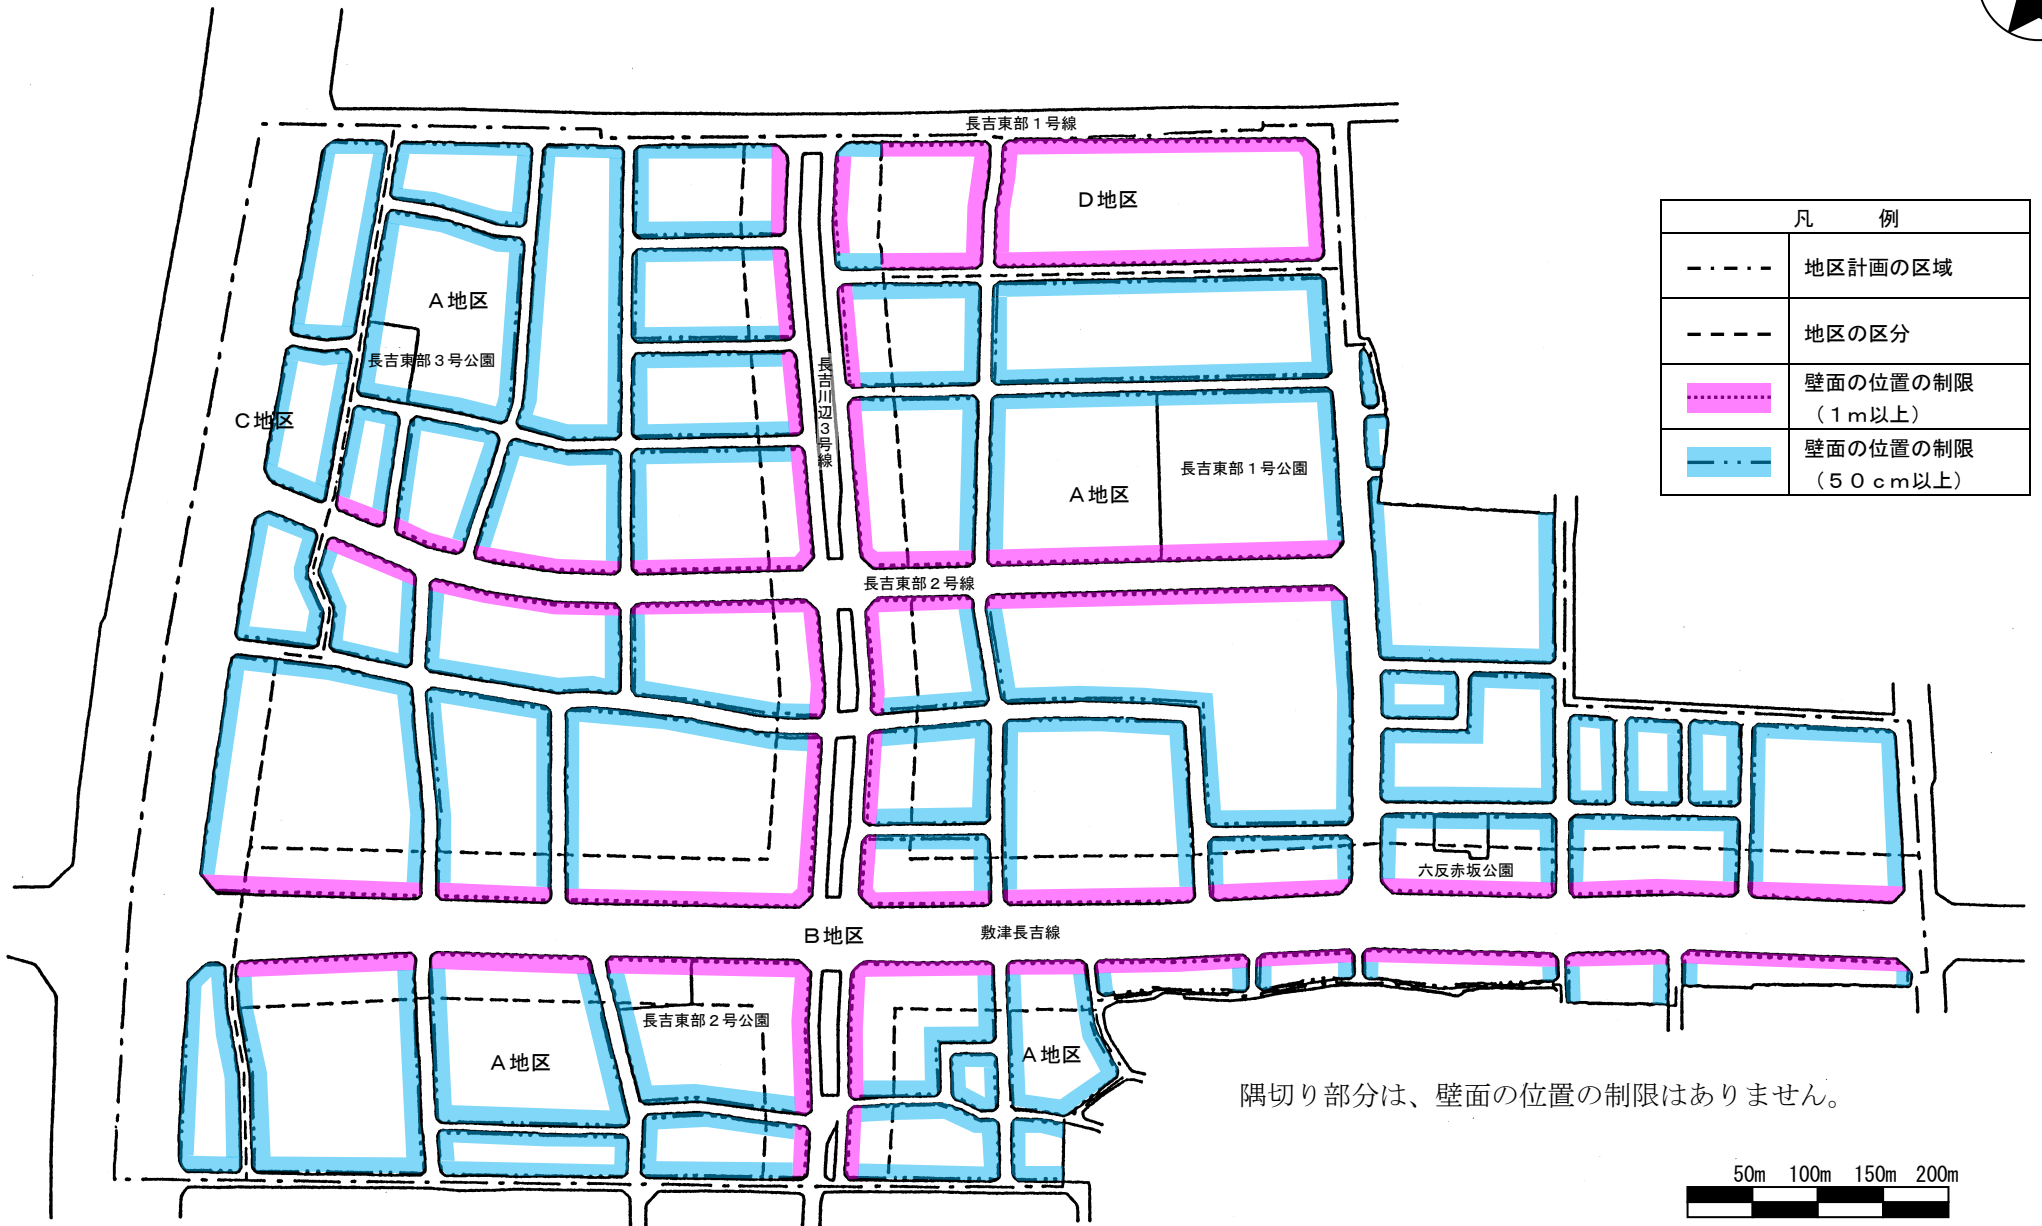 長吉東部１号線
D地区
凡　例
地区計画の区域
A地区
地区の区分
長吉東部３号公園
壁面の位置の制限
（１ｍ以上）
長吉川辺３号線
C地区
壁面の位置の制限
（５０ｃｍ以上）
長吉東部１号公園
A地区
長吉東部２号線
六反赤坂公園
B地区
敷津長吉線
長吉東部２号公園
A地区
A地区
隅切り部分は、壁面の位置の制限はありません。
50m 100m 150m 200m